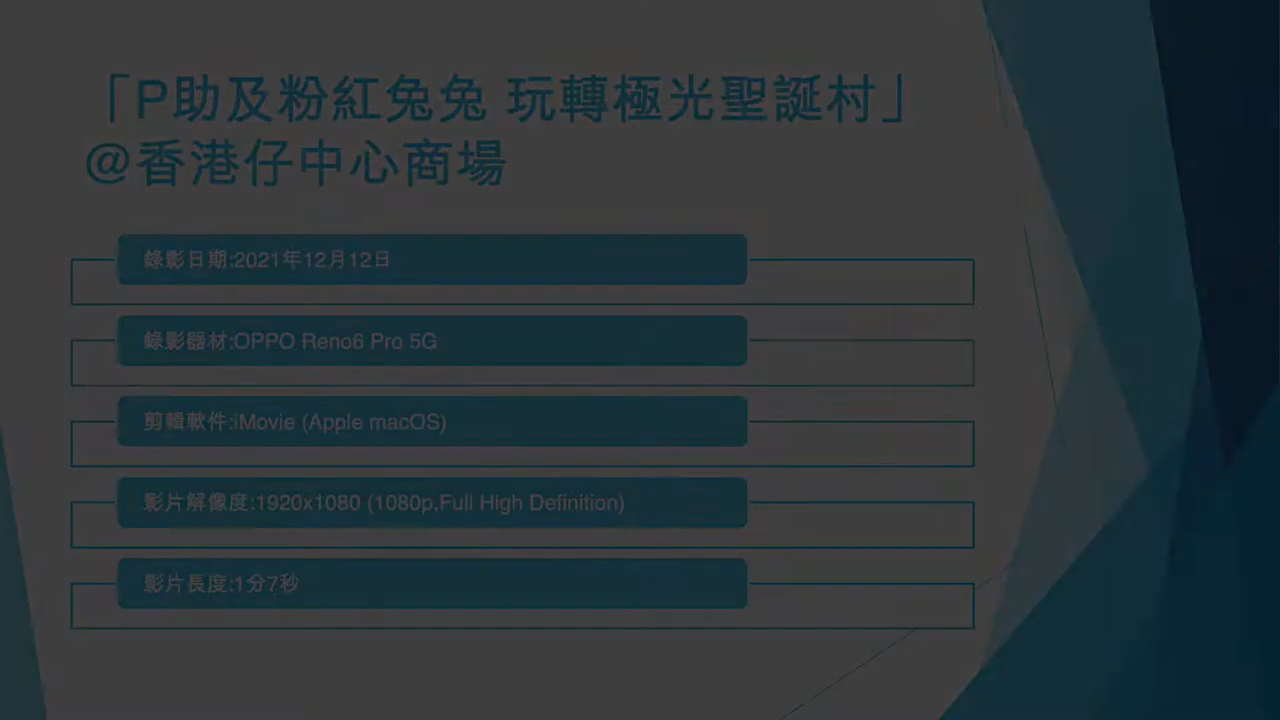 「P助及粉紅兔兔 玩轉極光聖誕村」
@香港仔中心商場
錄影日期:2021年12月12日
錄影器材:OPPO Reno6 Pro 5G
剪輯軟件:iMovie (Apple macOS)
影片解像度:1920x1080 (1080p,Full High Definition)
影片長度:1分7秒